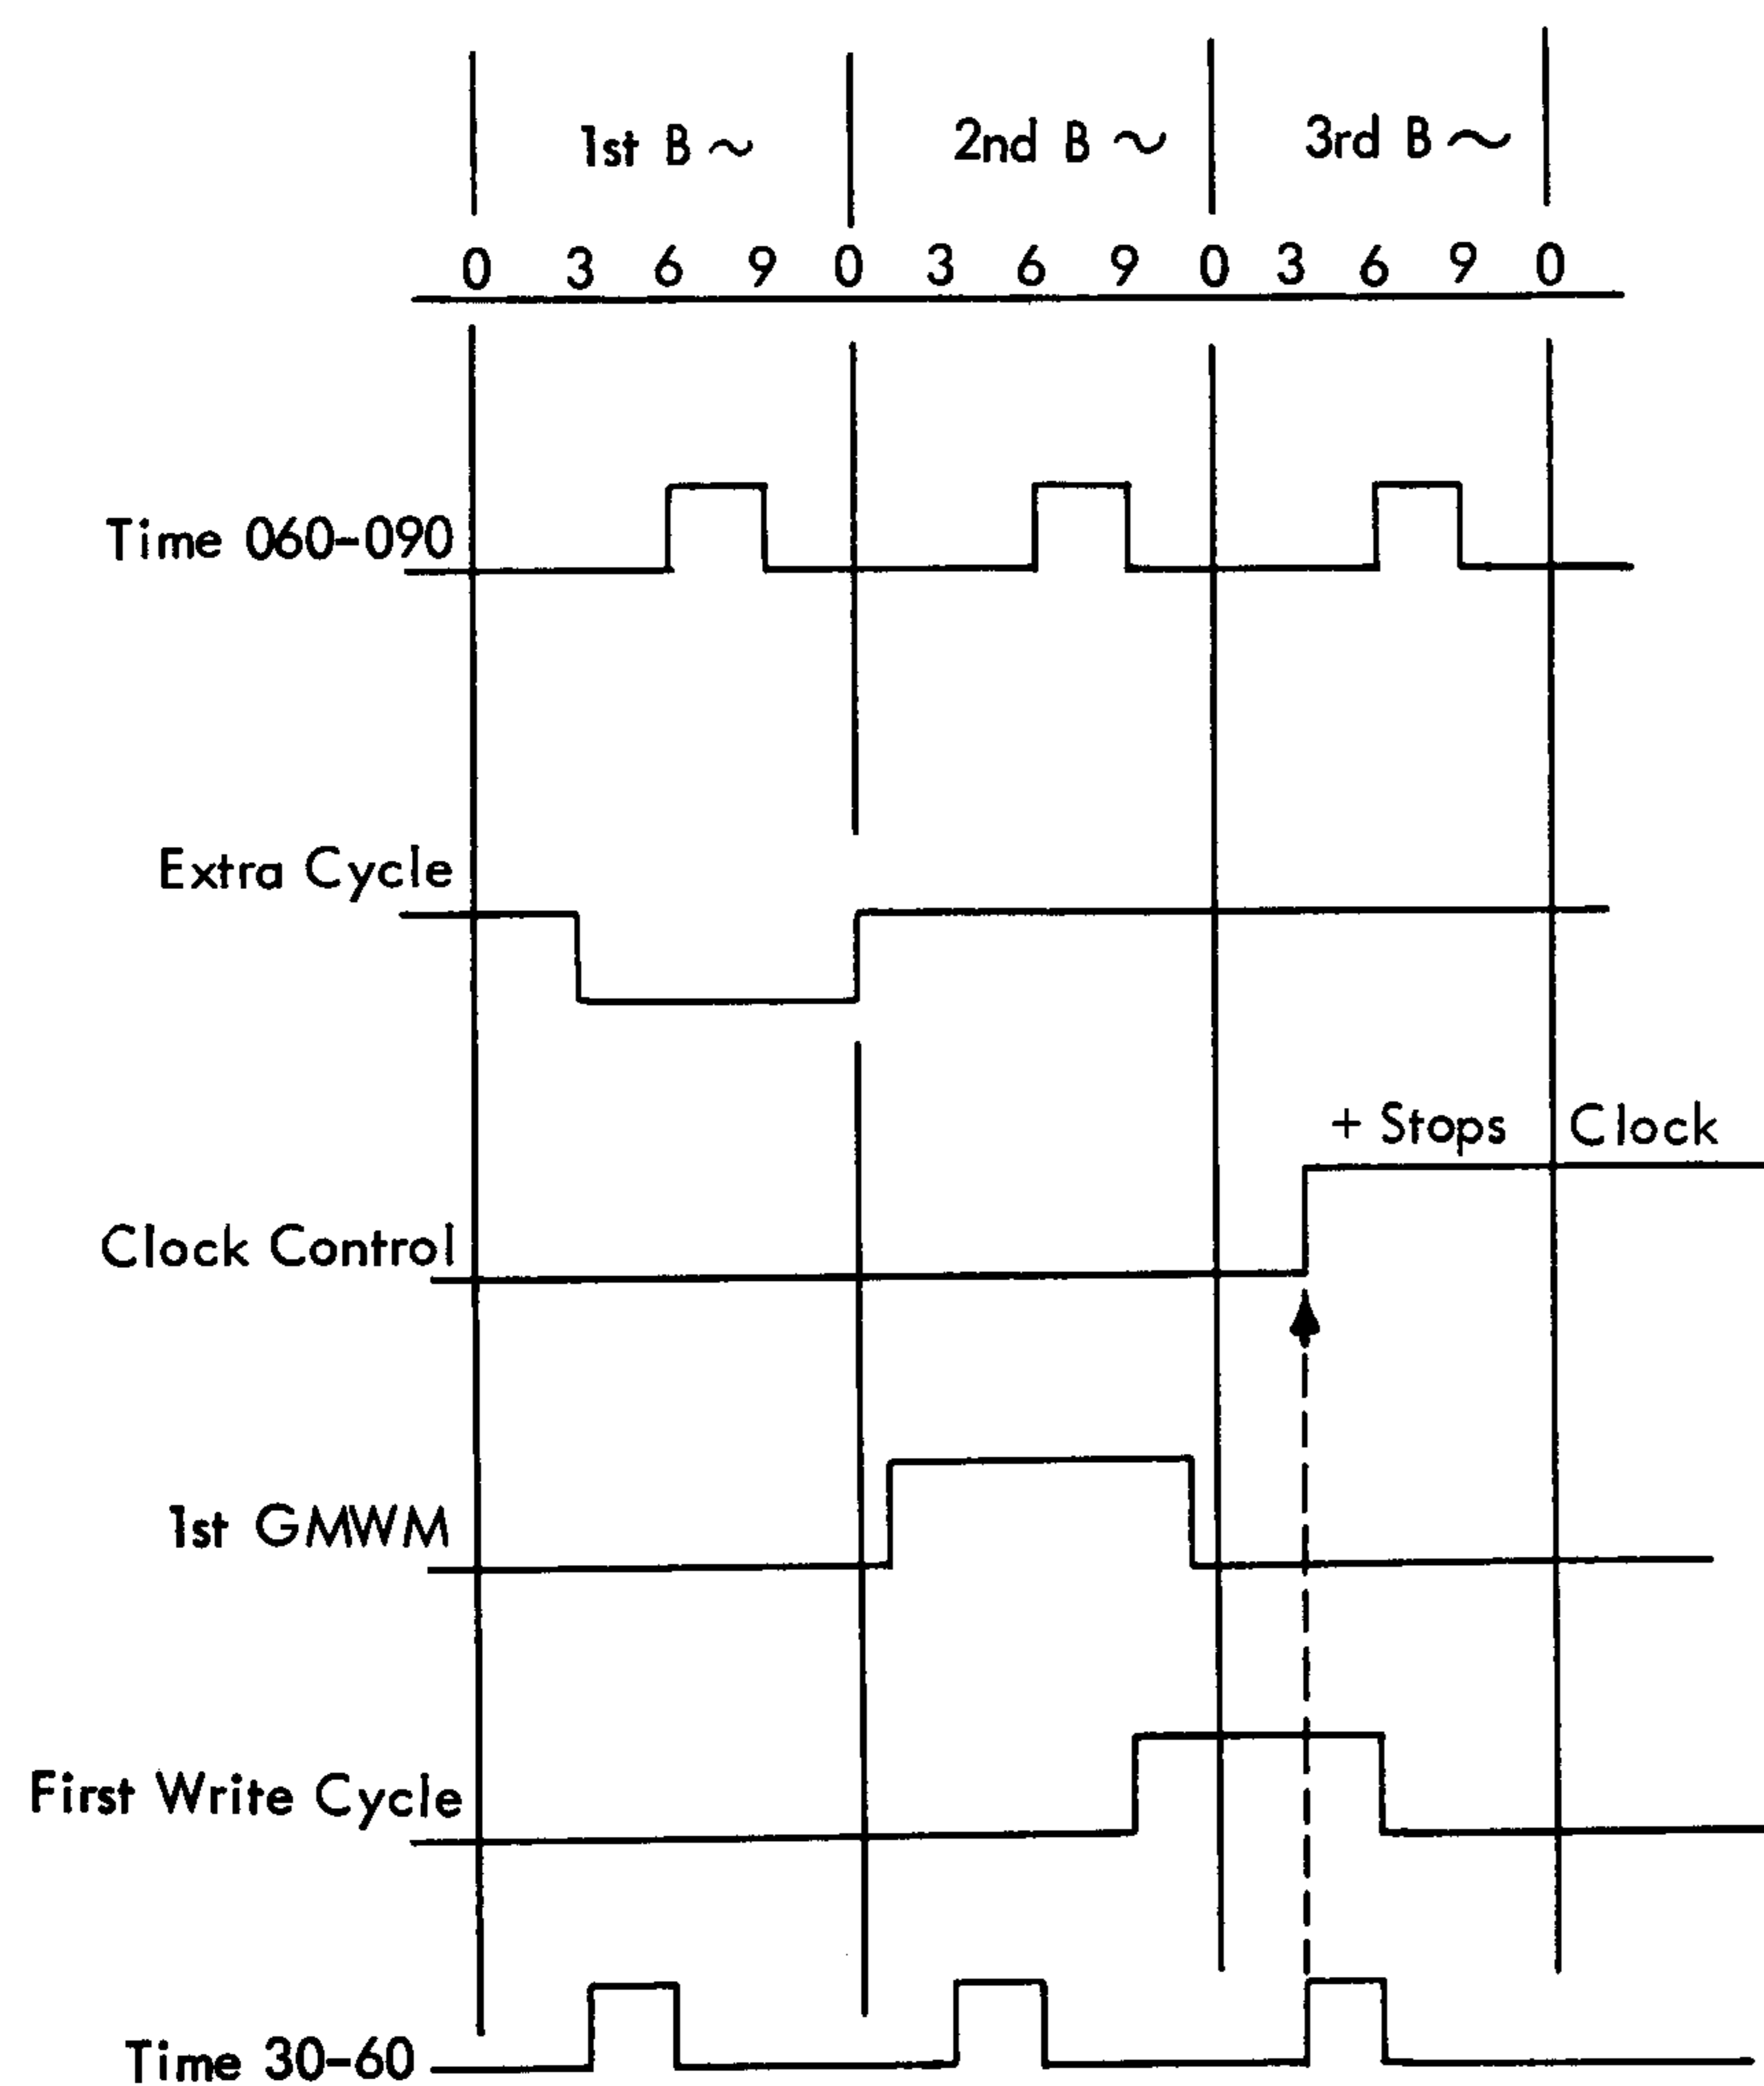 1st B ~ 2nd B ~ 3rd B ~
0 3 6 9 0 3 6 9 0 3 6 9 0
Time 060-090
Extra Cycle
+ Stops Clock
Clock Control
1st GMWM
First Write Cycle
Time 30-60